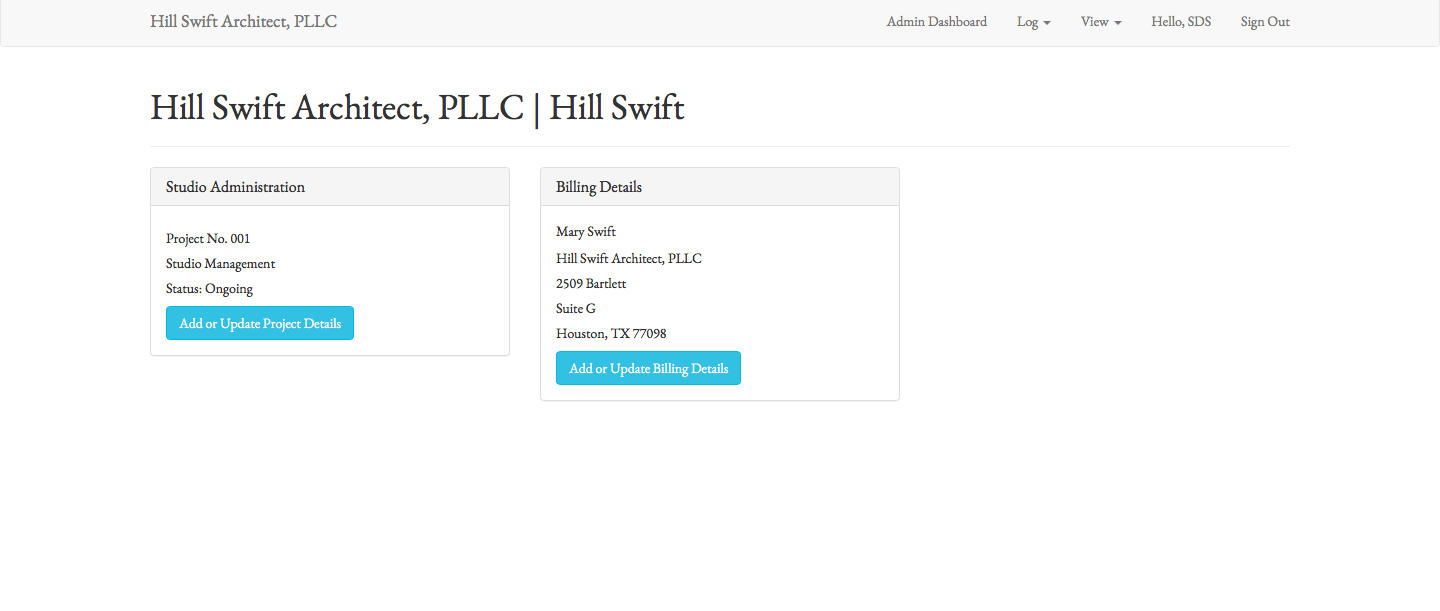 Hill Swift Architect, PLLC
Admin Dashboard Log View Hello, SDS Sign Out
Hill Swift Architect, PLLC | Hill Swift
Studio Administration
Project No. 001
Studio Management
Status: Ongoing
Add or Update Project Details
Billing Details
Mary Swift
Hill Swift Architect, PLLC
2509 Bartlett
Suite G
Houston, TX 77098
Add or Update Billing Details